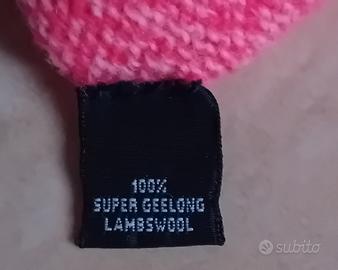 100%
SUPER GEELONG
LAMBSWOOL
subito